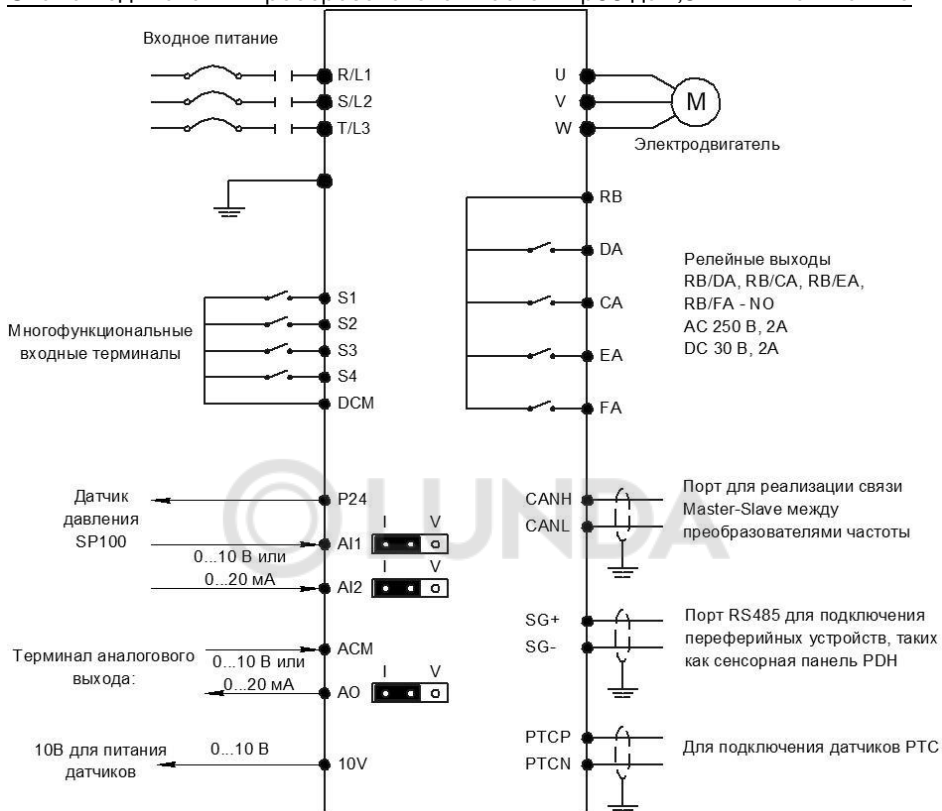 Входное питание
R/L1
S/L2
T/L3
U
V
W
M
Электродвигатель
RB
DA
CA
EA
FA
Релейные выходы
RB/DA, RB/CA, RB/EA,
RB/FA - NO
AC 250 В, 2А
DC 30 В, 2А
Многофункциональные
входные терминалы
S1
S2
S3
S4
DCM
Датчик
давления
SP100
P24
AI1
I V
0...10 В или
0...20 мА
AI2
I V
LUNDA
CANH
CANL
Порт для реализации связи
Master-Slave между
преобразователями частоты
SG+
SG-
Порт RS485 для подключения
переферийных устройств, таких
как сенсорная панель PDH
Терминал аналогового
выхода:
ACM
0...10 В или
0...20 мА
AO
I V
10В для питания
датчиков
0...10 В
10V
PTCP
PTCN
Для подключения датчиков PTC